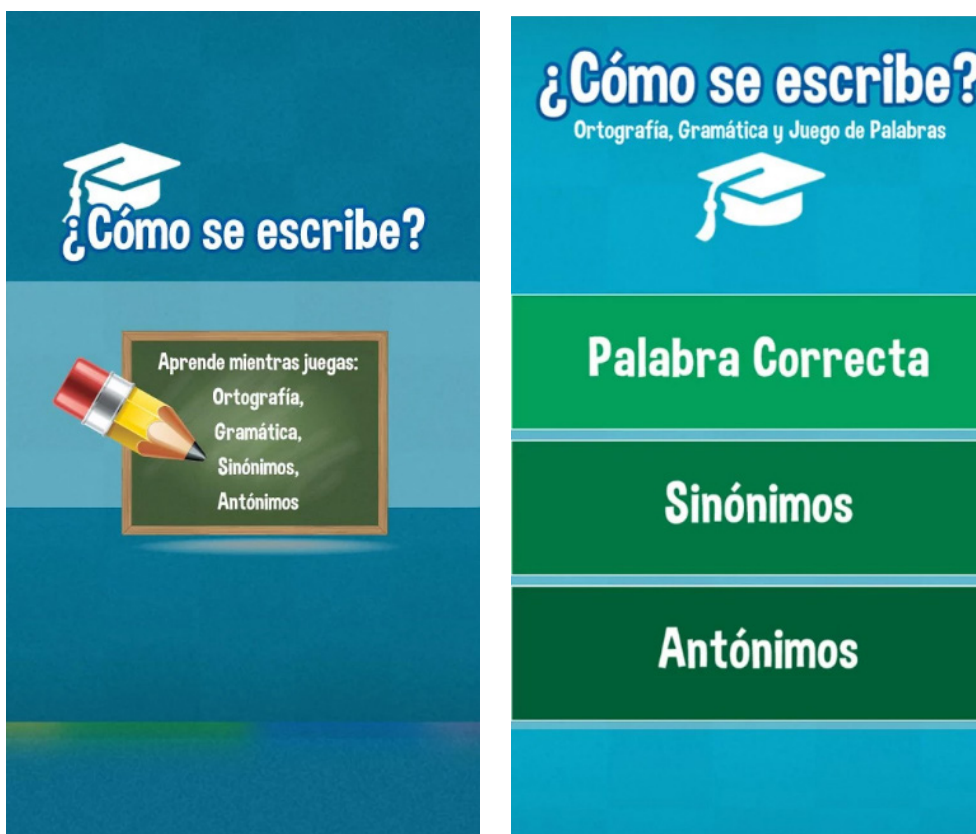 ¿Cómo se escribe?
Aprende mientras juegas:
Ortografía,
Gramática,
Sinónimos,
Antónimos
¿Cómo se escribe?
Ortografía, Gramática y Juego de Palabras
Palabra Correcta
Sinónimos
Antónimos